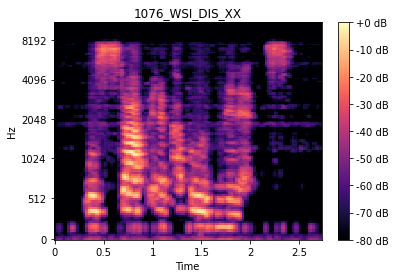 1076_WSI_DIS_XX
8192
4096
2048
1024
512
0
Hz
0
0.5
1
1.5
2
2.5
Time
+0 dB
-10 dB
-20 dB
-30 dB
-40 dB
-50 dB
-60 dB
-70 dB
-80 dB